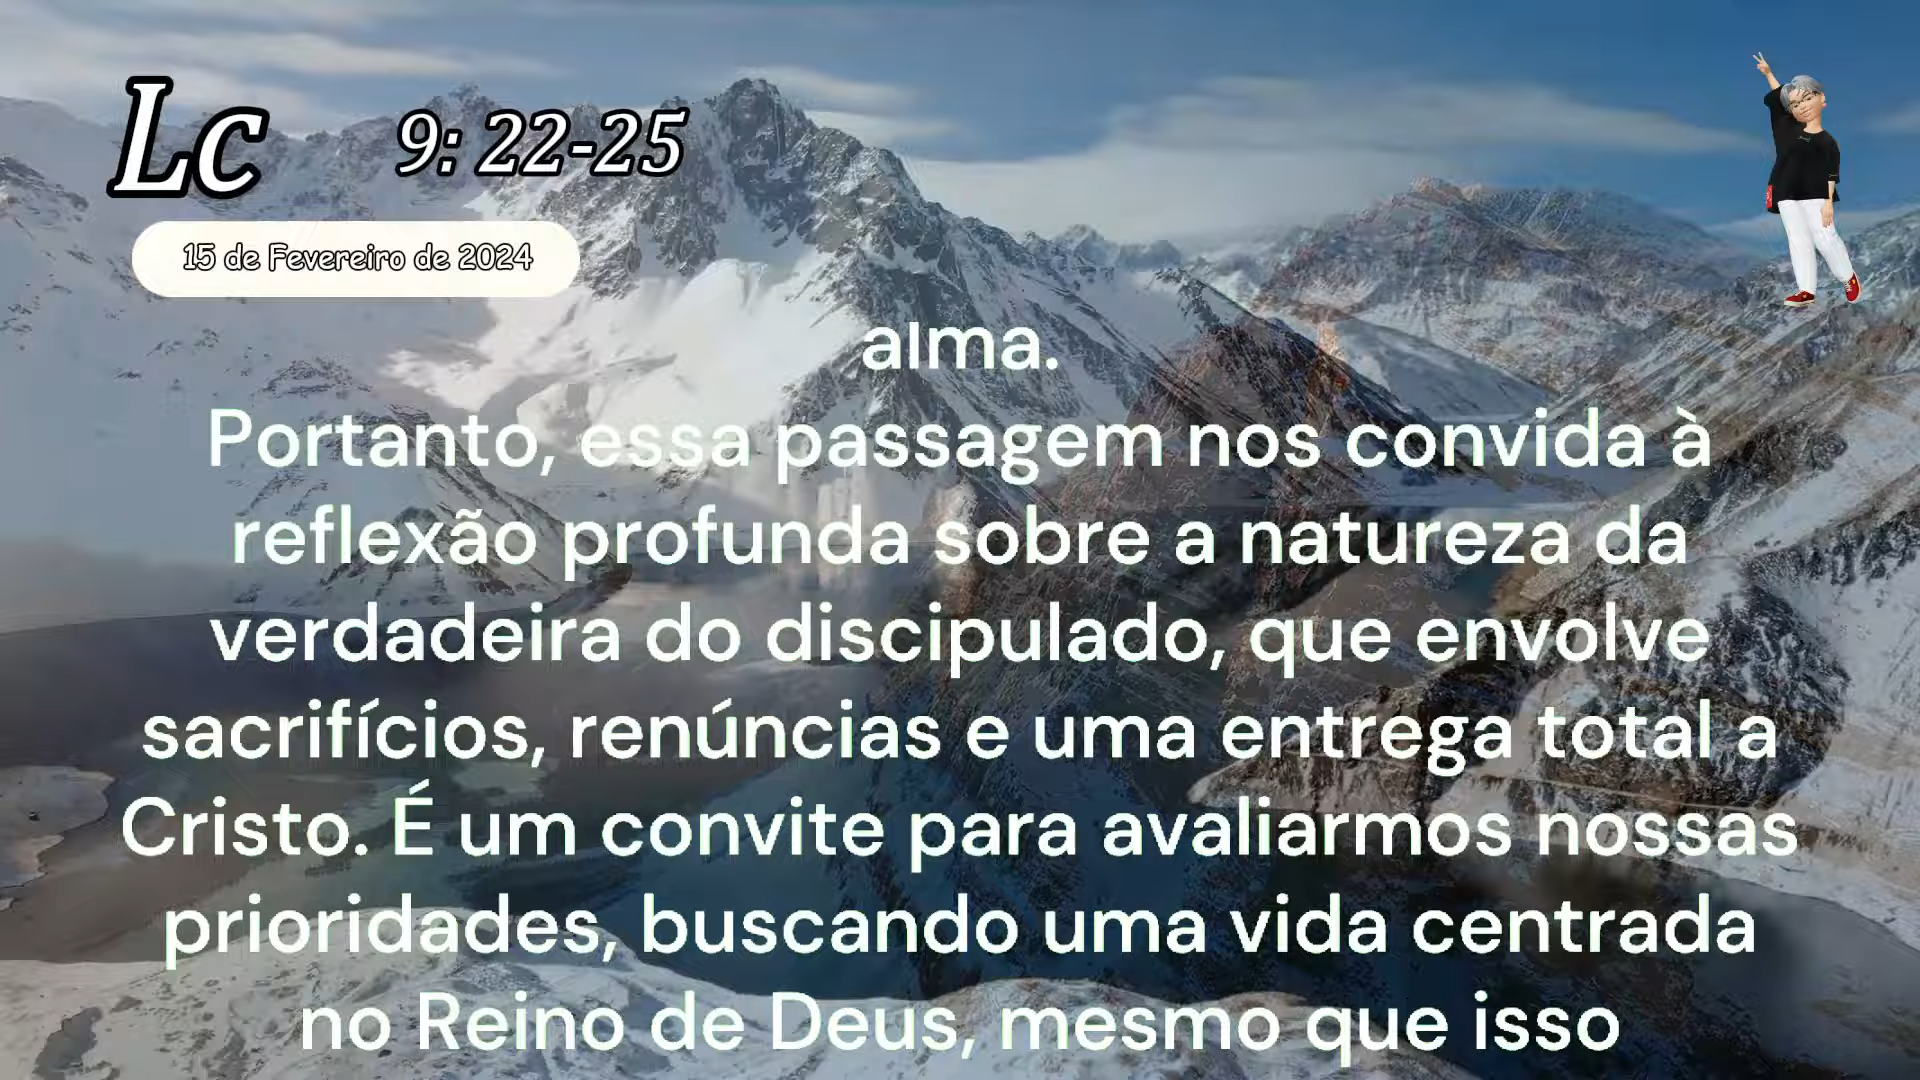 Lc 9: 22-25
15 de Fevereiro de 2024
alma.
Portanto, essa passagem nos convida à
reflexão profunda sobre a natureza da
verdadeira do discipulado, que envolve
sacrifícios, renúncias e uma entrega total a
Cristo. É um convite para avaliarmos nossas
prioridades, buscando uma vida centrada
no Reino de Deus, mesmo que isso